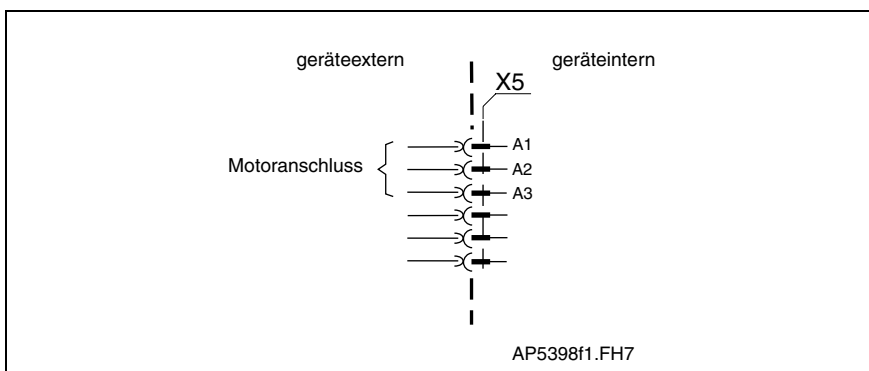 geräteextern geräteintern
X5
A1
Motoranschluss A2
A3
AP5398f1.FH7